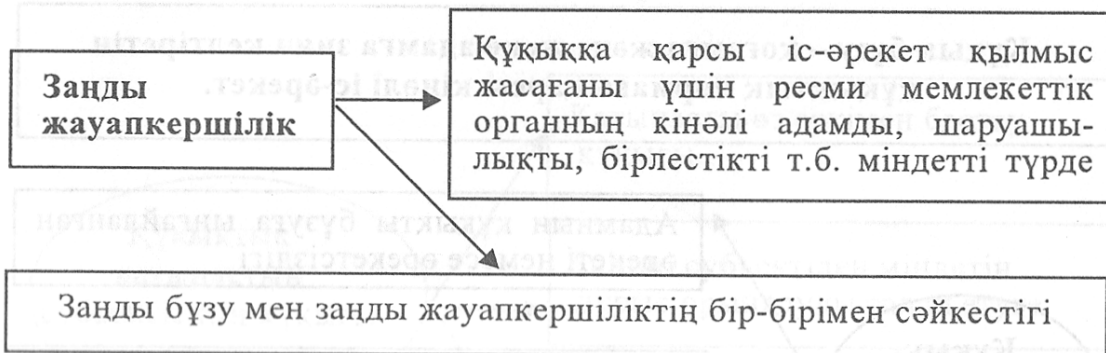 Заңды
жауапкершілік
Құқыққа қарсы іс-әрекет қылмыс
жасағаны үшін ресми мемлекеттік
органның кінәлі адамды, шаруашы-
лықты, бірлестікті т.б. міндетті түрде
Заңды бұзу мен заңды жауапкершіліктің бір-бірімен сәйкестігі